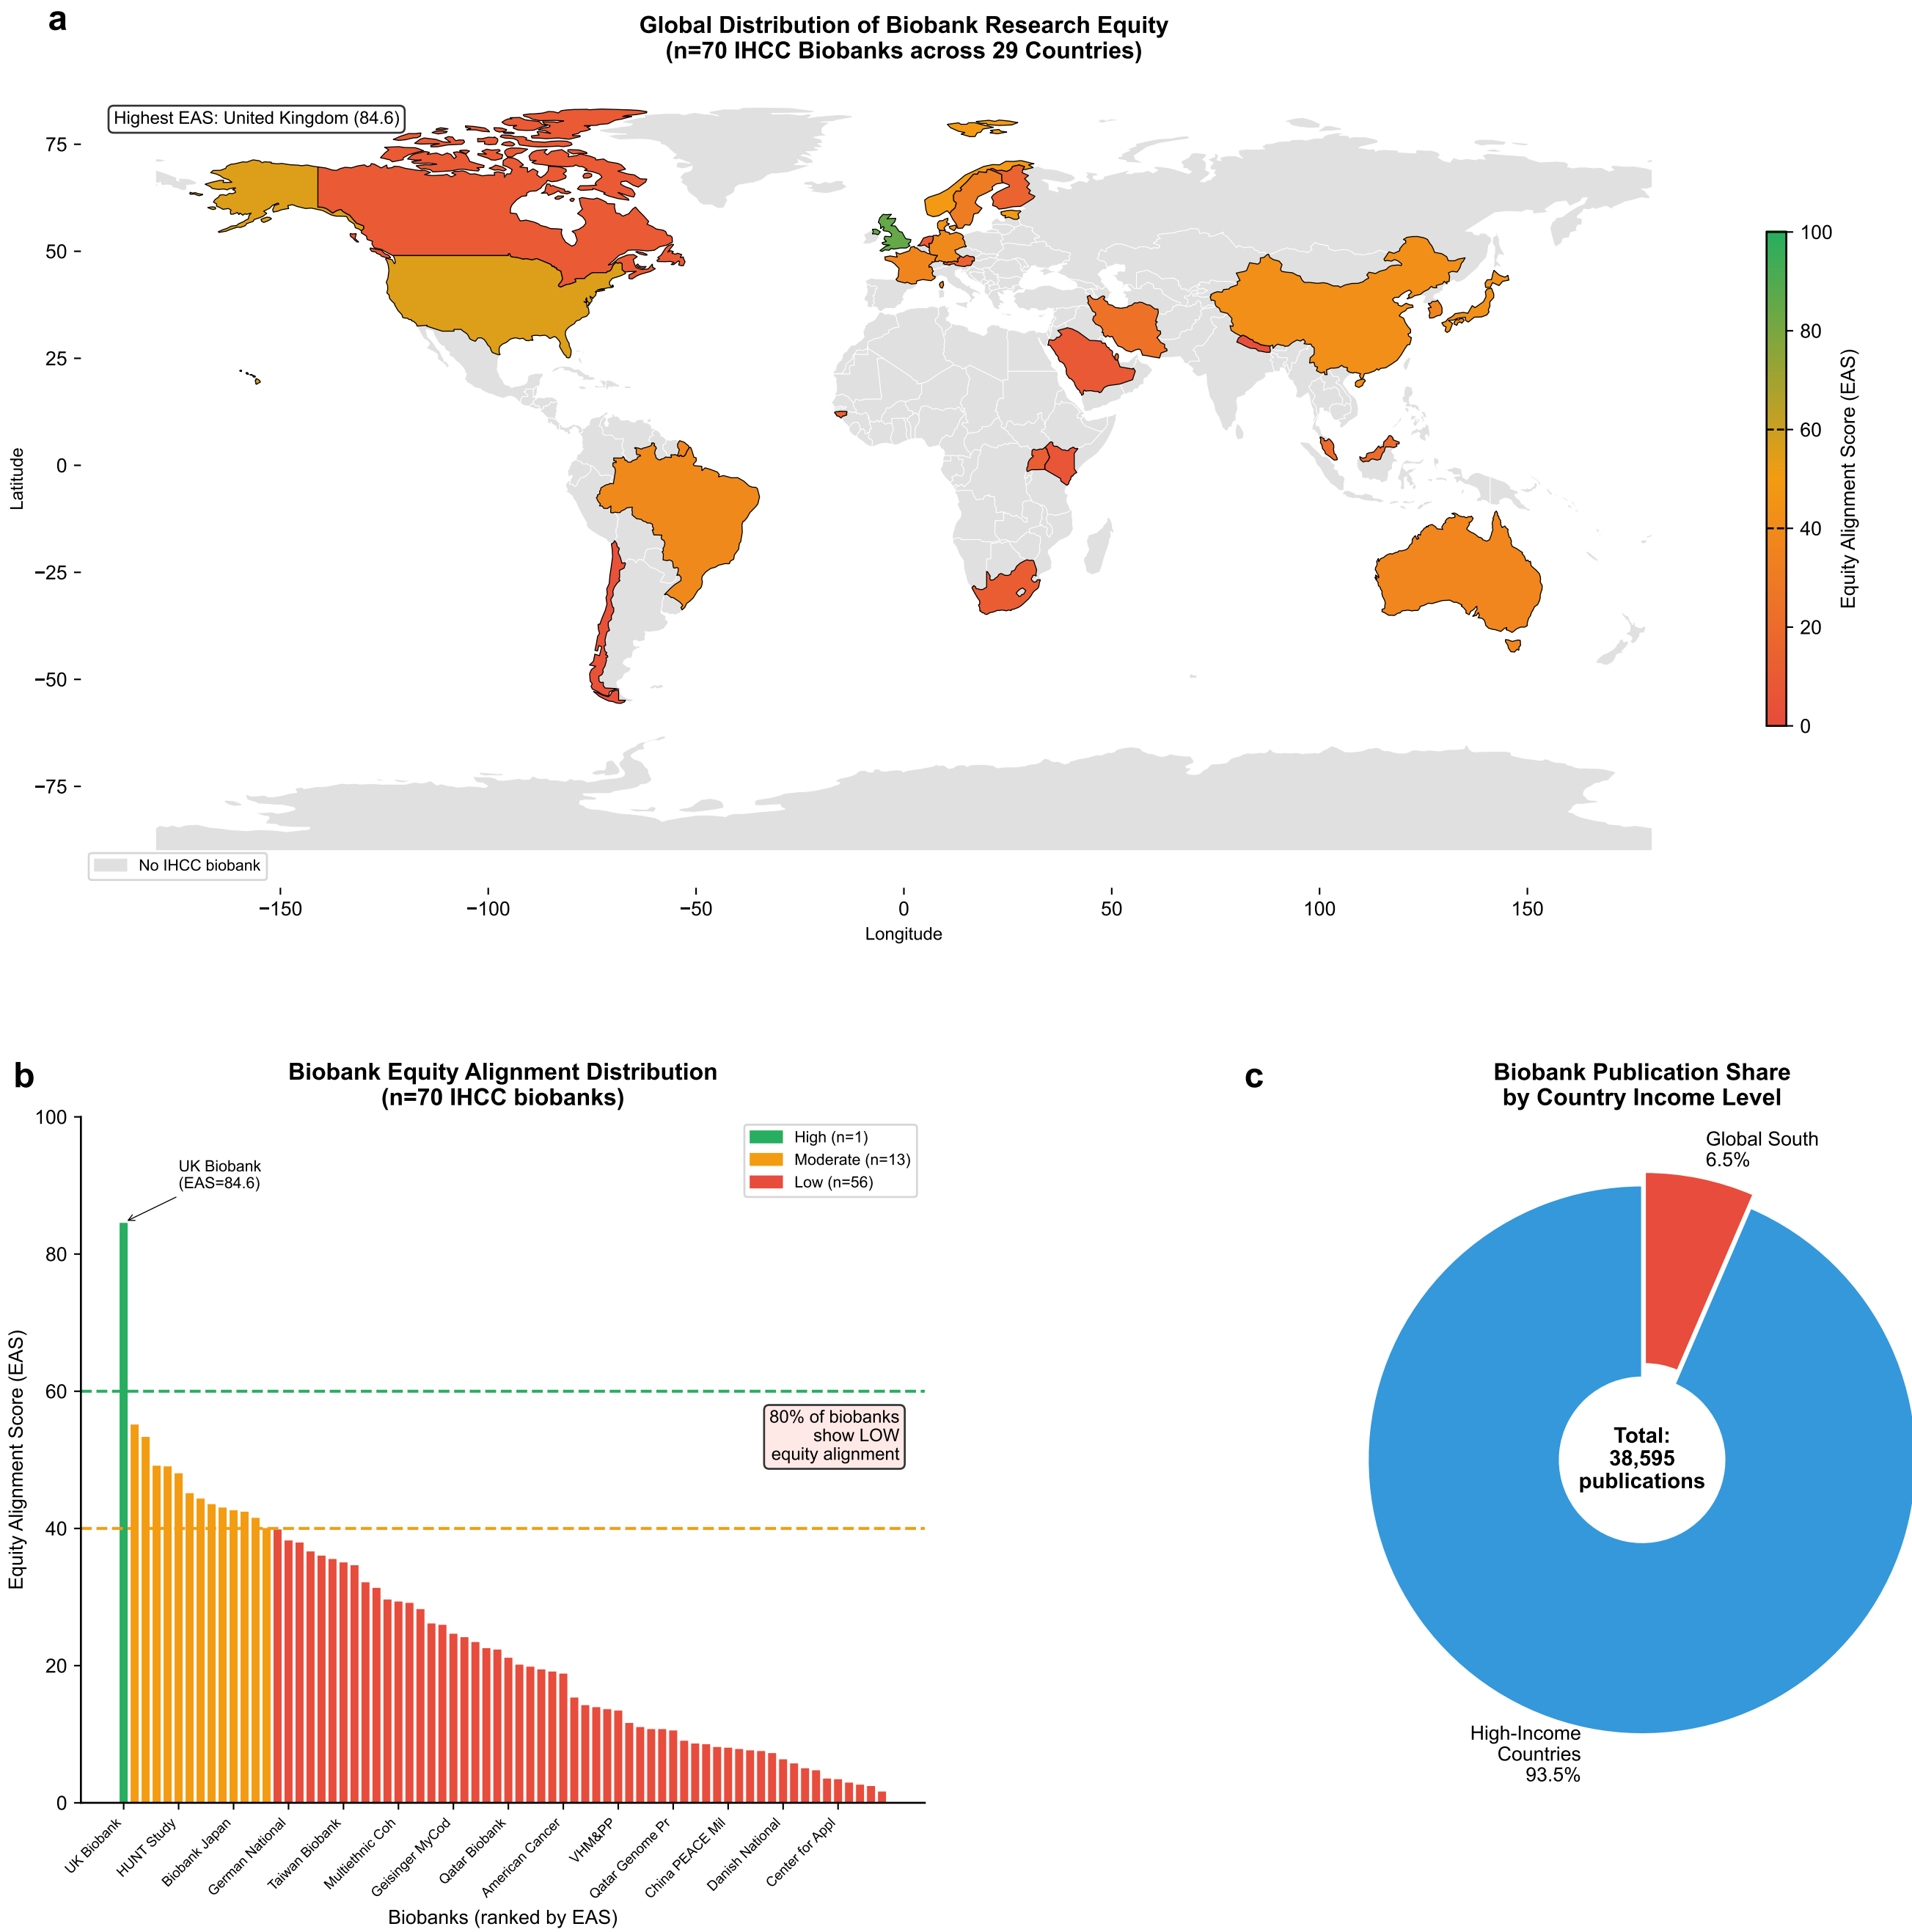 a
Global Distribution of Biobank Research Equity
(n=70 IHCC Biobanks across 29 Countries)
Highest EAS: United Kingdom (84.6)
75
50
25
0
−25
−50
−75
Latitude
No IHCC biobank
−150
−100
−50
0
50
100
150
Longitude
100
80
60
40
20
0
Equity Alignment Score (EAS)
b
Biobank Equity Alignment Distribution
(n=70 IHCC biobanks)
100
80
60
40
20
0
Equity Alignment Score (EAS)
UK Biobank
(EAS=84.6)
High (n=1)
Moderate (n=13)
Low (n=56)
80% of biobanks
show LOW
equity alignment
UK Biobank
HUNT Study
Biobank Japan
German National
Taiwan Biobank
Multiethnic Coh
Geisinger MyCod
Qatar Biobank
American Cancer
VHM&PP
Qatar Genome Pr
China PEACE Mil
Danish National
Center for Appl
Biobanks (ranked by EAS)
c
Biobank Publication Share
by Country Income Level
Global South
6.5%
Total:
38,595
publications
High-Income
Countries
93.5%